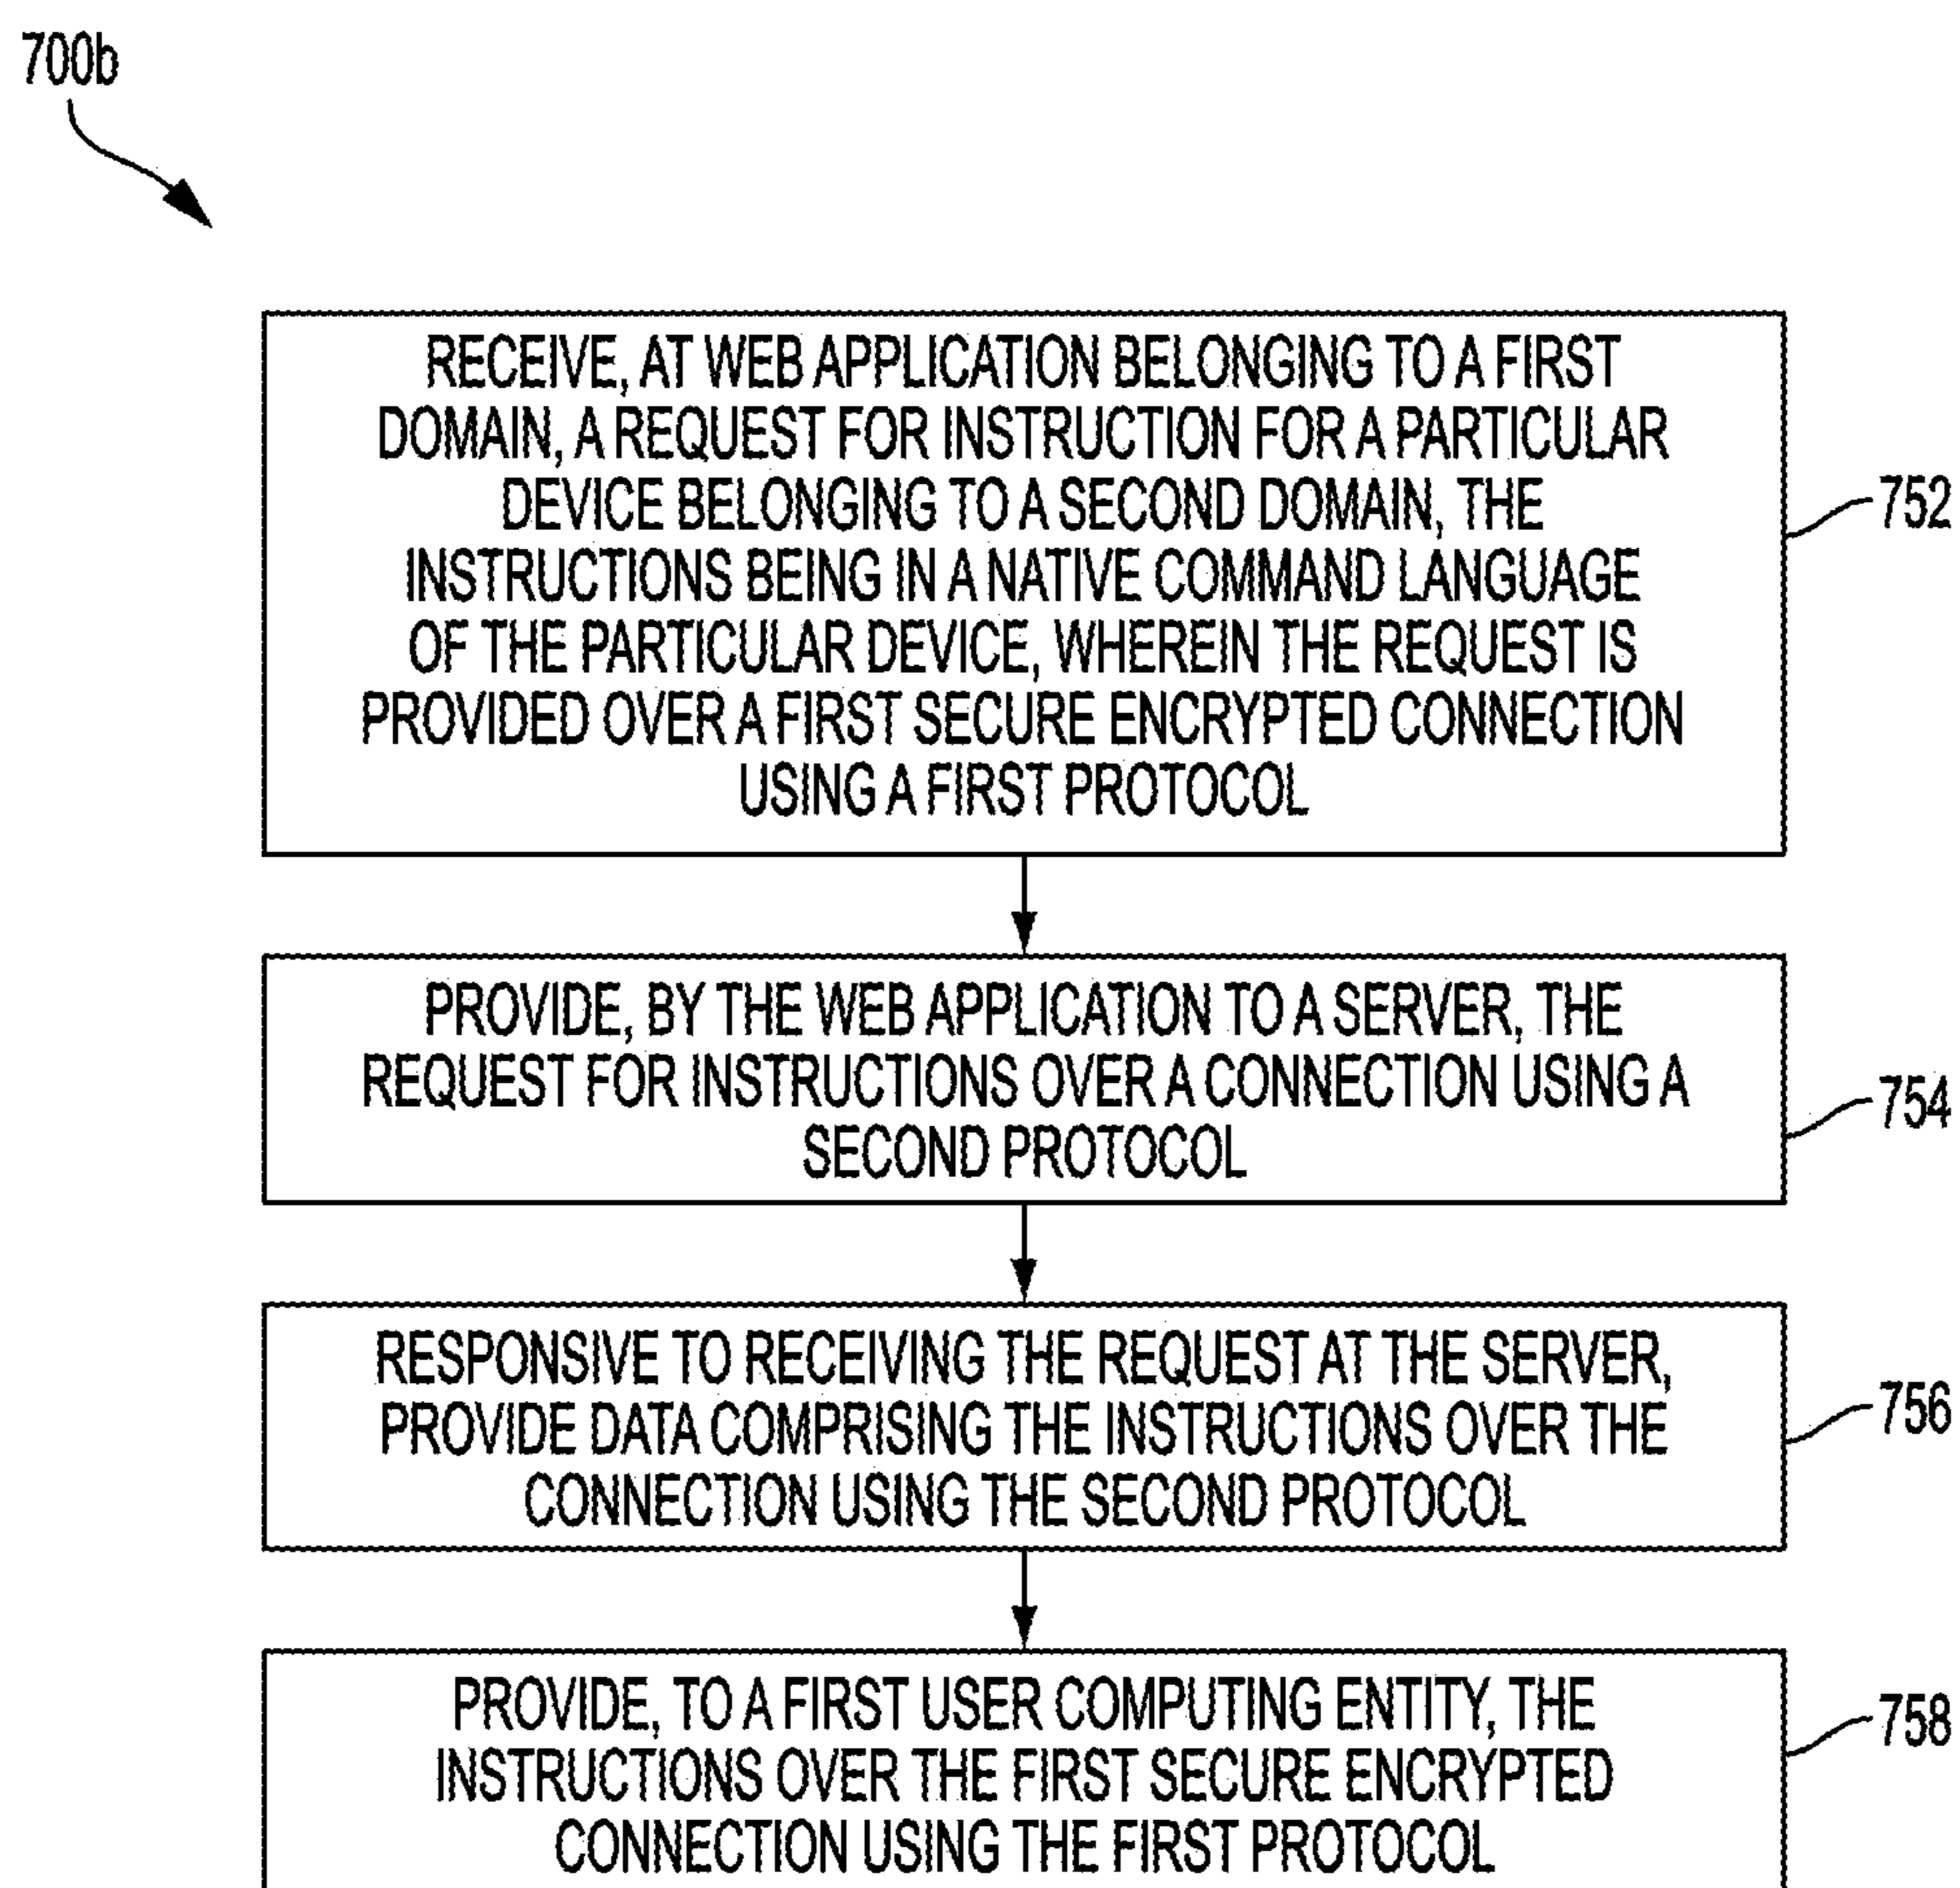 700b
RECEIVE, AT WEB APPLICATION BELONGING TO A FIRST
DOMAIN, A REQUEST FOR INSTRUCTION FOR A PARTICULAR
DEVICE BELONGING TO A SECOND DOMAIN, THE
INSTRUCTIONS BEING IN A NATIVE COMMAND LANGUAGE
OF THE PARTICULAR DEVICE, WHEREIN THE REQUEST IS
PROVIDED OVER A FIRST SECURE ENCRYPTED CONNECTION
USING A FIRST PROTOCOL
752
PROVIDE, BY THE WEB APPLICATION TO A SERVER, THE
REQUEST FOR INSTRUCTIONS OVER A CONNECTION USING A
SECOND PROTOCOL
754
RESPONSIVE TO RECEIVING THE REQUEST AT THE SERVER,
PROVIDE DATA COMPRISING THE INSTRUCTIONS OVER THE
CONNECTION USING THE SECOND PROTOCOL
756
PROVIDE, TO A FIRST USER COMPUTING ENTITY, THE
INSTRUCTIONS OVER THE FIRST SECURE ENCRYPTED
CONNECTION USING THE FIRST PROTOCOL
758